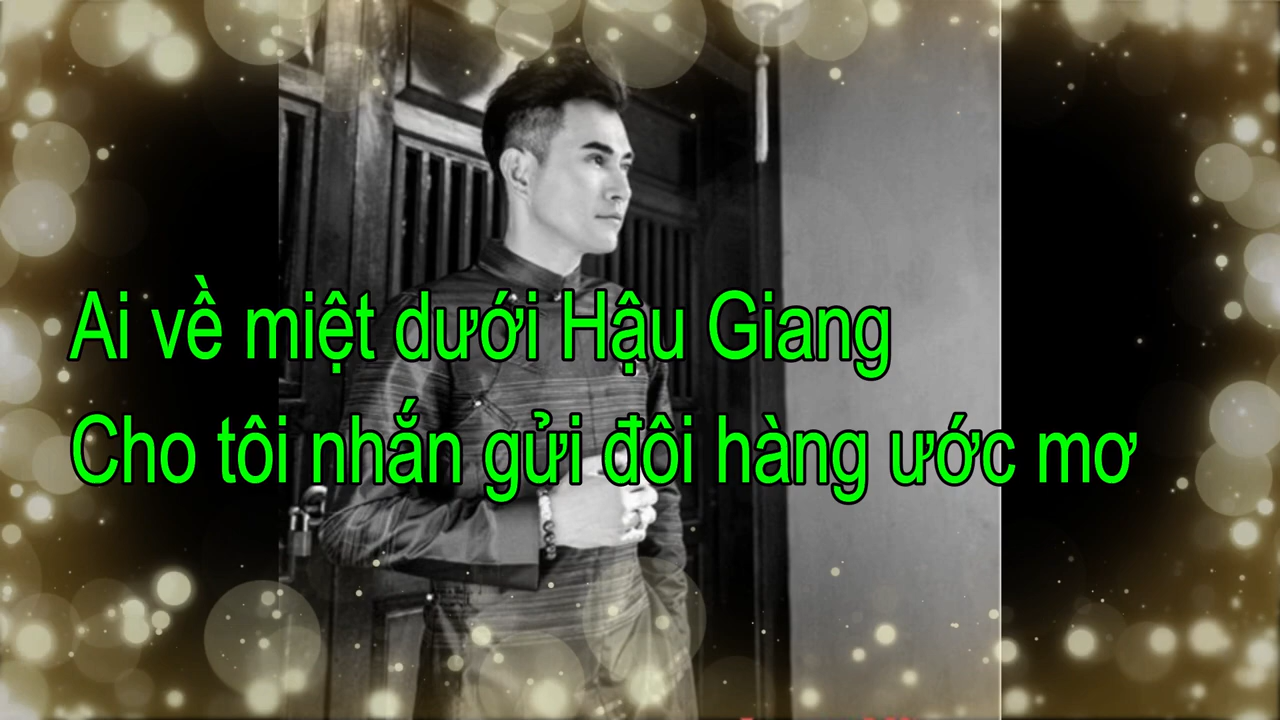 Ai về miệt dưới Hậu Giang
Cho tôi nhắn gửi đôi hàng ước mơ